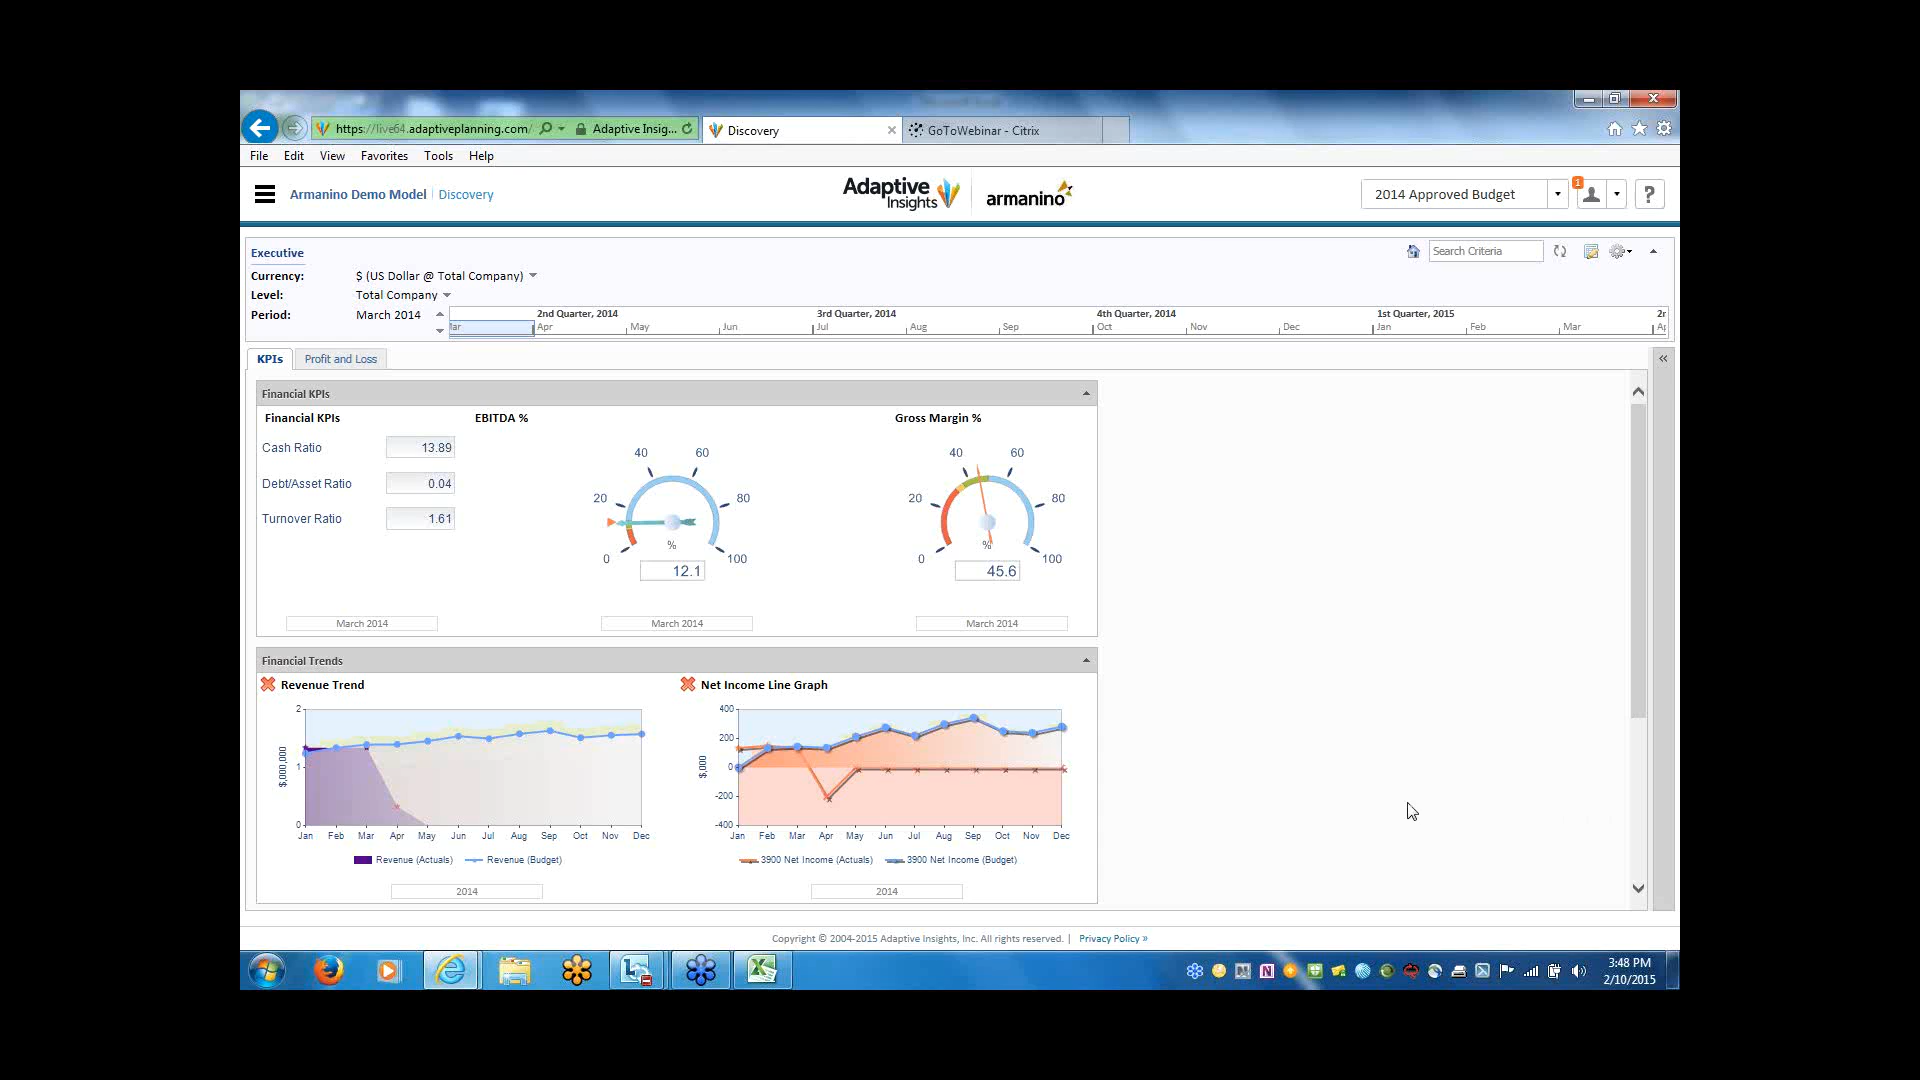 https://live64.adaptiveplanning.com/ Adaptive Insig... Discovery GoToWebinar - Citrix
File Edit View Favorites Tools Help
Armanino Demo Model Discovery Adaptive Insights armanino 2014 Approved Budget 1 ?
Executive Search Criteria
Currency: $ (US Dollar @ Total Company)
Level: Total Company
Period: March 2014
2nd Quarter, 2014 3rd Quarter, 2014 4th Quarter, 2014 1st Quarter, 2015
Apr May Jun Jul Aug Sep Oct Nov Dec Jan Feb Mar
KPIs Profit and Loss
Financial KPIs
Financial KPIs EBITDA % Gross Margin %
Cash Ratio 13.89
Debt/Asset Ratio 0.04
Turnover Ratio 1.61
0 20 40 60 80 100
%
12.1
0 20 40 60 80 100
%
45.6
March 2014 March 2014 March 2014
Financial Trends
Revenue Trend Net Income Line Graph
2
1
0
$,000,000
Jan Feb Mar Apr May Jun Jul Aug Sep Oct Nov Dec
Revenue (Actuals) Revenue (Budget)
2014
400
200
0
-200
-400
$,000
Jan Feb Mar Apr May Jun Jul Aug Sep Oct Nov Dec
3900 Net Income (Actuals) 3900 Net Income (Budget)
2014
Copyright © 2004-2015 Adaptive Insights, Inc. All rights reserved. | Privacy Policy »
3:48 PM
2/10/2015